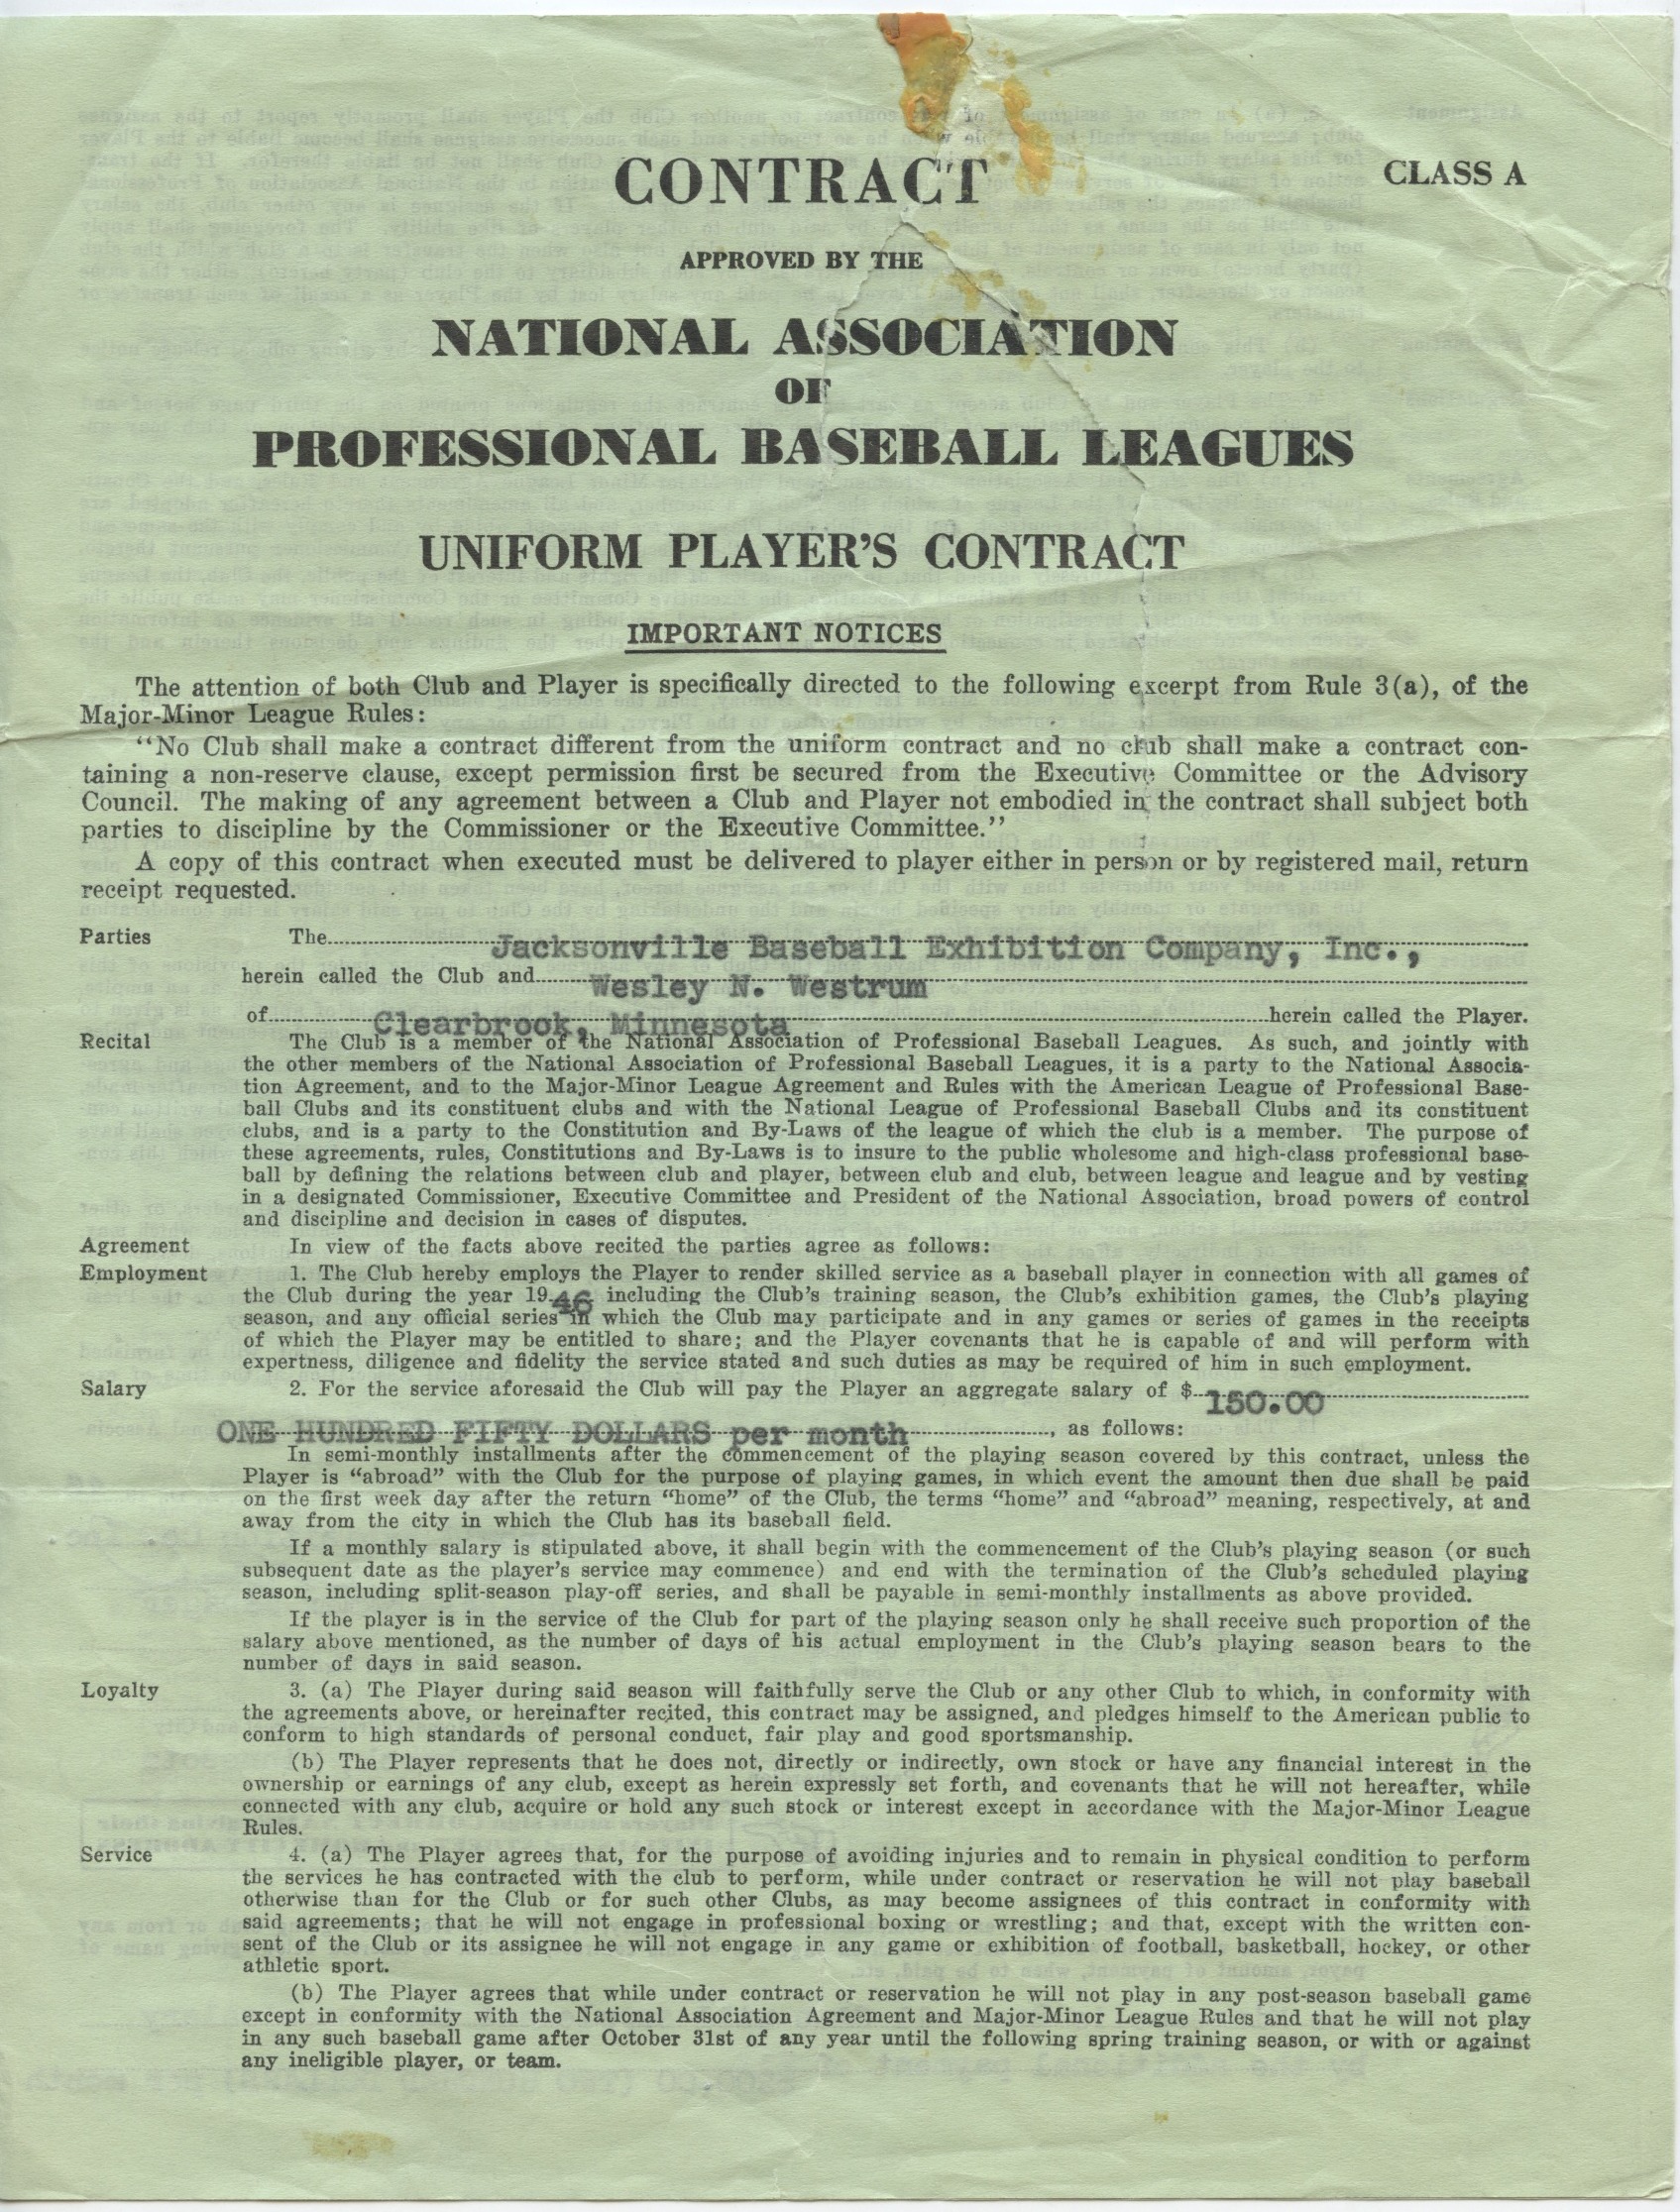 CONTRACT
CLASS A
APPROVED BY THE
NATIONAL ASSOCIATION
OF
PROFESSIONAL BASEBALL LEAGUES
UNIFORM PLAYER'S CONTRACT
IMPORTANT NOTICES
The attention of both Club and Player is specifically directed to the following excerpt from Rule 3(a), of the
Major-Minor League Rules:
"No Club shall make a contract different from the uniform contract and no club shall make a contract con-
taining a non-reserve clause, except permission first be secured from the Executive Committee or the Advisory
Council. The making of any agreement between a Club and Player not embodied in the contract shall subject both
parties to discipline by the Commissioner or the Executive Committee."
A copy of this contract when executed must be delivered to player either in person or by registered mail, return
receipt requested.
Parties The Jacksonville Baseball Exhibition Company, Inc.,
herein called the Club and Wesley N. Westrum
of Clearbrook, Minnesota herein called the Player.
Recital The Club is a member of the National Association of Professional Baseball Leagues. As such, and jointly with
the other members of the National Association of Professional Baseball Leagues, it is a party to the National Associa-
tion Agreement, and to the Major-Minor League Agreement and Rules with the American League of Professional Base-
ball Clubs and its constituent clubs and with the National League of Professional Baseball Clubs and its constituent
clubs, and is a party to the Constitution and By-Laws of the league of which the club is a member. The purpose of
these agreements, rules, Constitutions and By-Laws is to insure to the public wholesome and high-class professional base-
ball by defining the relations between club and player, between club and club, between league and league and by vesting
in a designated Commissioner, Executive Committee and President of the National Association, broad powers of control
and discipline and decision in cases of disputes.
Agreement In view of the facts above recited the parties agree as follows:
Employment 1. The Club hereby employs the Player to render skilled service as a baseball player in connection with all games of
the Club during the year 1946 including the Club's training season, the Club's exhibition games, the Club's playing
season, and any official series in which the Club may participate and in any games or series of games in the receipts
of which the Player may be entitled to share; and the Player covenants that he is capable of and will perform with
expertness, diligence and fidelity the service stated and such duties as may be required of him in such employment.
Salary 2. For the service aforesaid the Club will pay the Player an aggregate salary of $ 150.00
ONE HUNDRED FIFTY DOLLARS per month, as follows:
In semi-monthly installments after the commencement of the playing season covered by this contract, unless the
Player is "abroad" with the Club for the purpose of playing games, in which event the amount then due shall be paid
on the first week day after the return "home" of the Club, the terms "home" and "abroad" meaning, respectively, at and
away from the city in which the Club has its baseball field.
If a monthly salary is stipulated above, it shall begin with the commencement of the Club's playing season (or such
subsequent date as the player's service may commence) and end with the termination of the Club's scheduled playing
season, including split-season play-off series, and shall be payable in semi-monthly installments as above provided.
If the player is in the service of the Club for part of the playing season only he shall receive such proportion of the
salary above mentioned, as the number of days of his actual employment in the Club's playing season bears to the
number of days in said season.
Loyalty 3. (a) The Player during said season will faithfully serve the Club or any other Club to which, in conformity with
the agreements above, or hereinafter recited, this contract may be assigned, and pledges himself to the American public to
conform to high standards of personal conduct, fair play and good sportsmanship.
(b) The Player represents that he does not, directly or indirectly, own stock or have any financial interest in the
ownership or earnings of any club, except as herein expressly set forth, and covenants that he will not hereafter, while
connected with any club, acquire or hold any such stock or interest except in accordance with the Major-Minor League
Rules.
Service 4. (a) The Player agrees that, for the purpose of avoiding injuries and to remain in physical condition to perform
the services he has contracted with the club to perform, while under contract or reservation he will not play baseball
otherwise than for the Club or for such other Clubs, as may become assignees of this contract in conformity with
said agreements; that he will not engage in professional boxing or wrestling; and that, except with the written con-
sent of the Club or its assignee he will not engage in any game or exhibition of football, basketball, hockey, or other
athletic sport.
(b) The Player agrees that while under contract or reservation he will not play in any post-season baseball game
except in conformity with the National Association Agreement and Major-Minor League Rules and that he will not play
in any such baseball game after October 31st of any year until the following spring training season, or with or against
any ineligible player, or team.